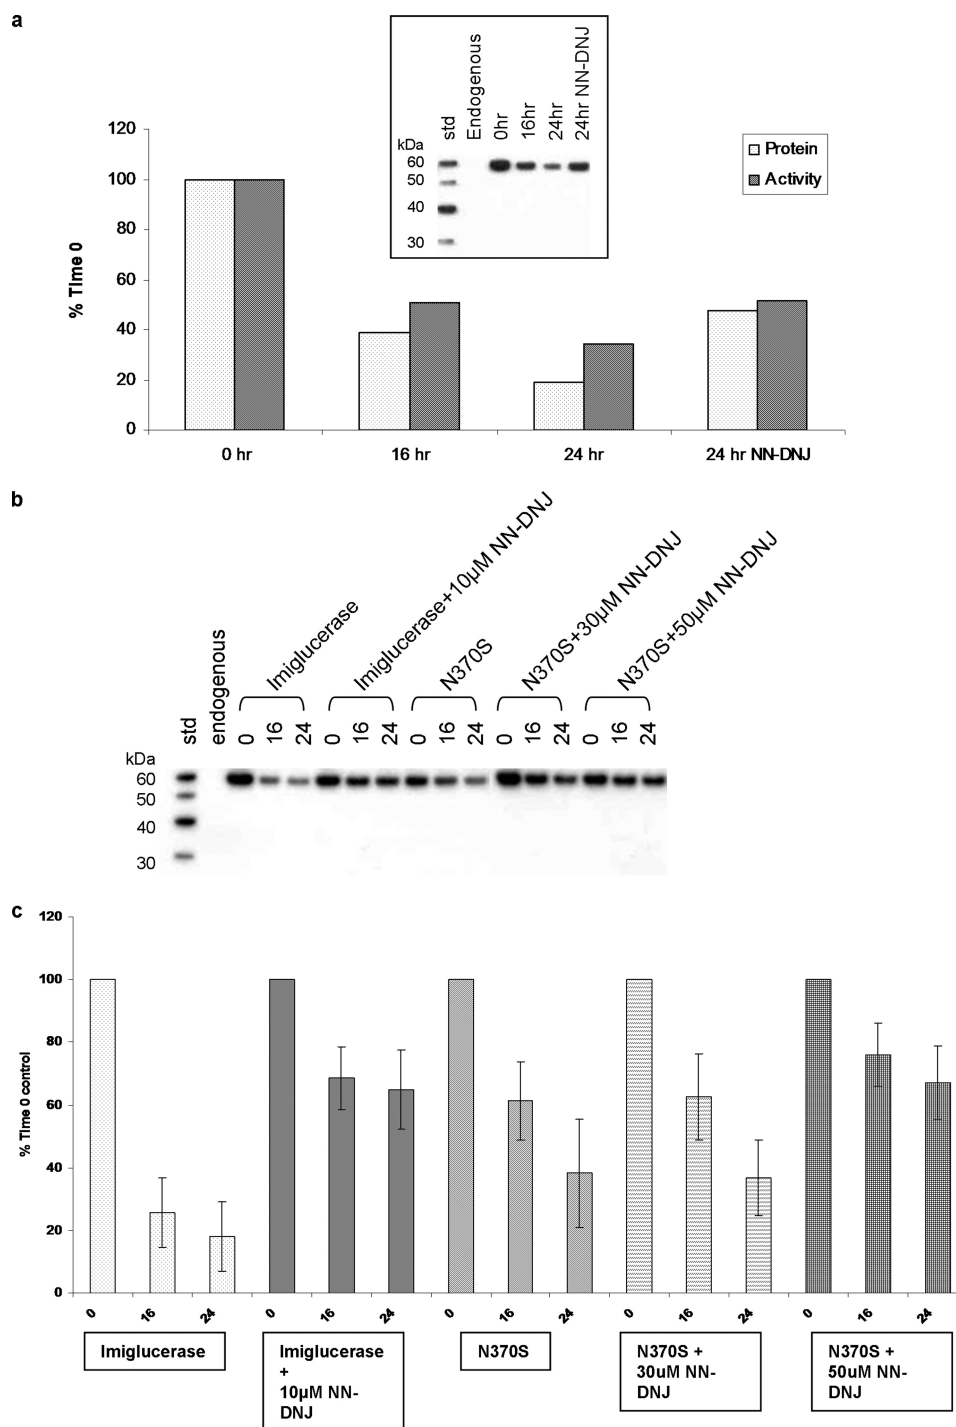 a
std
Endogenous
0hr
16hr
24hr
24hr NN-DNJ
kDa
60
50
40
30
120
100
80
60
40
20
0
% Time 0
Protein
Activity
0 hr
16 hr
24 hr
24 hr NN-DNJ
b
std
endogenous
Imiglucerase
Imiglucerase+10µM NN-DNJ
N370S
N370S+30µM NN-DNJ
N370S+50µM NN-DNJ
0 16 24 0 16 24 0 16 24 0 16 24 0 16 24
kDa
60
50
40
30
c
120
100
80
60
40
20
0
% Time 0 control
0 16 24 0 16 24 0 16 24 0 16 24 0 16 24
Imiglucerase
Imiglucerase
+
10µM NN-
DNJ
N370S
N370S +
30uM NN-
DNJ
N370S +
50uM NN-
DNJ